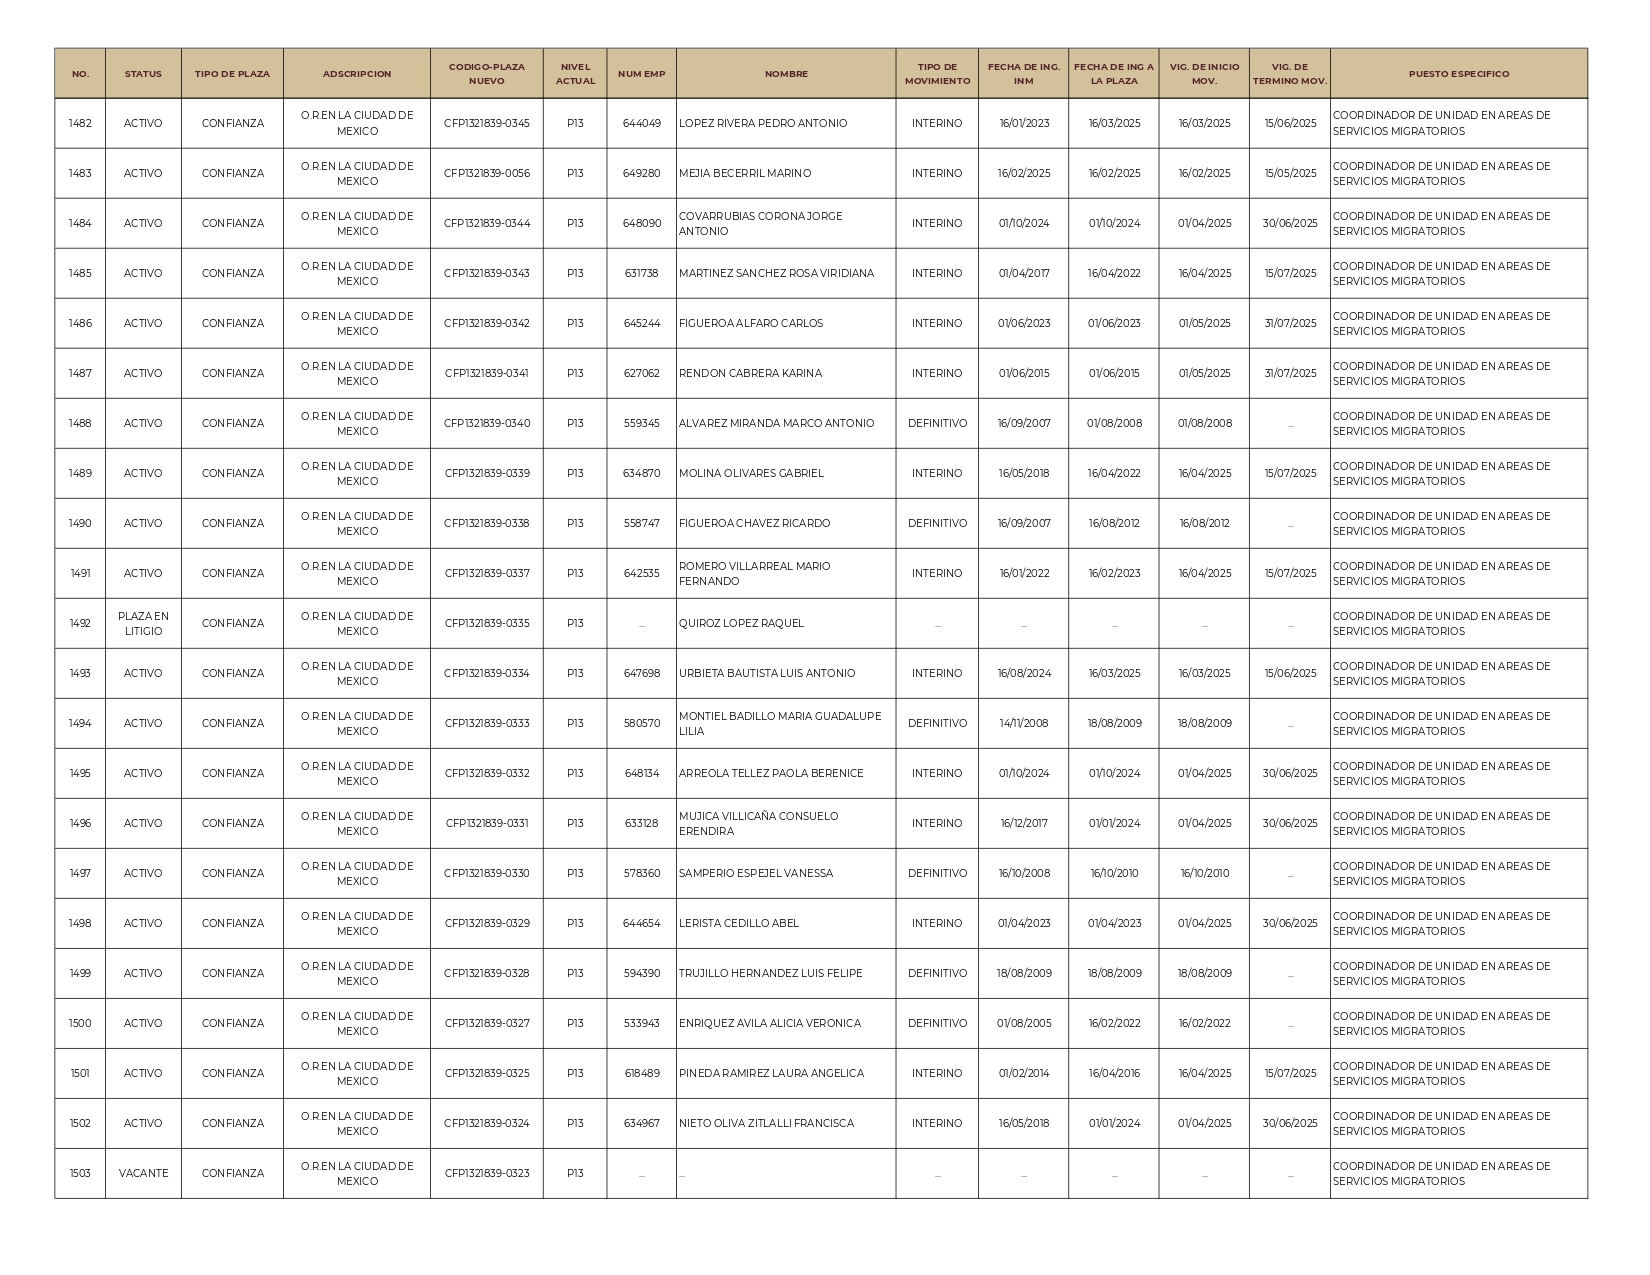 NO. STATUS TIPO DE PLAZA ADSCRIPCION CODIGO-PLAZA NUEVO NIVEL ACTUAL NUM EMP NOMBRE TIPO DE MOVIMIENTO FECHA DE ING. INM FECHA DE ING A LA PLAZA VIG. DE INICIO MOV. VIG. DE TERMINO MOV. PUESTO ESPECIFICO
1482 ACTIVO CONFIANZA O.R.EN LA CIUDAD DE MEXICO CFP1321839-0345 P13 644049 LOPEZ RIVERA PEDRO ANTONIO INTERINO 16/01/2023 16/03/2025 16/03/2025 15/06/2025 COORDINADOR DE UNIDAD EN AREAS DE SERVICIOS MIGRATORIOS
1483 ACTIVO CONFIANZA O.R.EN LA CIUDAD DE MEXICO CFP1321839-0056 P13 649280 MEJIA BECERRIL MARINO INTERINO 16/02/2025 16/02/2025 16/02/2025 15/05/2025 COORDINADOR DE UNIDAD EN AREAS DE SERVICIOS MIGRATORIOS
1484 ACTIVO CONFIANZA O.R.EN LA CIUDAD DE MEXICO CFP1321839-0344 P13 648090 COVARRUBIAS CORONA JORGE ANTONIO INTERINO 01/10/2024 01/10/2024 01/04/2025 30/06/2025 COORDINADOR DE UNIDAD EN AREAS DE SERVICIOS MIGRATORIOS
1485 ACTIVO CONFIANZA O.R.EN LA CIUDAD DE MEXICO CFP1321839-0343 P13 631738 MARTINEZ SANCHEZ ROSA VIRIDIANA INTERINO 01/04/2017 16/04/2022 16/04/2025 15/07/2025 COORDINADOR DE UNIDAD EN AREAS DE SERVICIOS MIGRATORIOS
1486 ACTIVO CONFIANZA O.R.EN LA CIUDAD DE MEXICO CFP1321839-0342 P13 645244 FIGUEROA ALFARO CARLOS INTERINO 01/06/2023 01/06/2023 01/05/2025 31/07/2025 COORDINADOR DE UNIDAD EN AREAS DE SERVICIOS MIGRATORIOS
1487 ACTIVO CONFIANZA O.R.EN LA CIUDAD DE MEXICO CFP1321839-0341 P13 627062 RENDON CABRERA KARINA INTERINO 01/06/2015 01/06/2015 01/05/2025 31/07/2025 COORDINADOR DE UNIDAD EN AREAS DE SERVICIOS MIGRATORIOS
1488 ACTIVO CONFIANZA O.R.EN LA CIUDAD DE MEXICO CFP1321839-0340 P13 559345 ALVAREZ MIRANDA MARCO ANTONIO DEFINITIVO 16/09/2007 01/08/2008 01/08/2008 ... COORDINADOR DE UNIDAD EN AREAS DE SERVICIOS MIGRATORIOS
1489 ACTIVO CONFIANZA O.R.EN LA CIUDAD DE MEXICO CFP1321839-0339 P13 634870 MOLINA OLIVARES GABRIEL INTERINO 16/05/2018 16/04/2022 16/04/2025 15/07/2025 COORDINADOR DE UNIDAD EN AREAS DE SERVICIOS MIGRATORIOS
1490 ACTIVO CONFIANZA O.R.EN LA CIUDAD DE MEXICO CFP1321839-0338 P13 558747 FIGUEROA CHAVEZ RICARDO DEFINITIVO 16/09/2007 16/08/2012 16/08/2012 ... COORDINADOR DE UNIDAD EN AREAS DE SERVICIOS MIGRATORIOS
1491 ACTIVO CONFIANZA O.R.EN LA CIUDAD DE MEXICO CFP1321839-0337 P13 642535 ROMERO VILLARREAL MARIO FERNANDO INTERINO 16/01/2022 16/02/2023 16/04/2025 15/07/2025 COORDINADOR DE UNIDAD EN AREAS DE SERVICIOS MIGRATORIOS
1492 PLAZA EN LITIGIO CONFIANZA O.R.EN LA CIUDAD DE MEXICO CFP1321839-0335 P13 ... QUIROZ LOPEZ RAQUEL ... ... ... ... ... COORDINADOR DE UNIDAD EN AREAS DE SERVICIOS MIGRATORIOS
1493 ACTIVO CONFIANZA O.R.EN LA CIUDAD DE MEXICO CFP1321839-0334 P13 647698 URBIETA BAUTISTA LUIS ANTONIO INTERINO 16/08/2024 16/03/2025 16/03/2025 15/06/2025 COORDINADOR DE UNIDAD EN AREAS DE SERVICIOS MIGRATORIOS
1494 ACTIVO CONFIANZA O.R.EN LA CIUDAD DE MEXICO CFP1321839-0333 P13 580570 MONTIEL BADILLO MARIA GUADALUPE LILIA DEFINITIVO 14/11/2008 18/08/2009 18/08/2009 ... COORDINADOR DE UNIDAD EN AREAS DE SERVICIOS MIGRATORIOS
1495 ACTIVO CONFIANZA O.R.EN LA CIUDAD DE MEXICO CFP1321839-0332 P13 648134 ARREOLA TELLEZ PAOLA BERENICE INTERINO 01/10/2024 01/10/2024 01/04/2025 30/06/2025 COORDINADOR DE UNIDAD EN AREAS DE SERVICIOS MIGRATORIOS
1496 ACTIVO CONFIANZA O.R.EN LA CIUDAD DE MEXICO CFP1321839-0331 P13 633128 MUJICA VILLICAÑA CONSUELO ERENDIRA INTERINO 16/12/2017 01/01/2024 01/04/2025 30/06/2025 COORDINADOR DE UNIDAD EN AREAS DE SERVICIOS MIGRATORIOS
1497 ACTIVO CONFIANZA O.R.EN LA CIUDAD DE MEXICO CFP1321839-0330 P13 578360 SAMPERIO ESPEJEL VANESSA DEFINITIVO 16/10/2008 16/10/2010 16/10/2010 ... COORDINADOR DE UNIDAD EN AREAS DE SERVICIOS MIGRATORIOS
1498 ACTIVO CONFIANZA O.R.EN LA CIUDAD DE MEXICO CFP1321839-0329 P13 644654 LERISTA CEDILLO ABEL INTERINO 01/04/2023 01/04/2023 01/04/2025 30/06/2025 COORDINADOR DE UNIDAD EN AREAS DE SERVICIOS MIGRATORIOS
1499 ACTIVO CONFIANZA O.R.EN LA CIUDAD DE MEXICO CFP1321839-0328 P13 594390 TRUJILLO HERNANDEZ LUIS FELIPE DEFINITIVO 18/08/2009 18/08/2009 18/08/2009 ... COORDINADOR DE UNIDAD EN AREAS DE SERVICIOS MIGRATORIOS
1500 ACTIVO CONFIANZA O.R.EN LA CIUDAD DE MEXICO CFP1321839-0327 P13 533943 ENRIQUEZ AVILA ALICIA VERONICA DEFINITIVO 01/08/2005 16/02/2022 16/02/2022 ... COORDINADOR DE UNIDAD EN AREAS DE SERVICIOS MIGRATORIOS
1501 ACTIVO CONFIANZA O.R.EN LA CIUDAD DE MEXICO CFP1321839-0325 P13 618489 PINEDA RAMIREZ LAURA ANGELICA INTERINO 01/02/2014 16/04/2016 16/04/2025 15/07/2025 COORDINADOR DE UNIDAD EN AREAS DE SERVICIOS MIGRATORIOS
1502 ACTIVO CONFIANZA O.R.EN LA CIUDAD DE MEXICO CFP1321839-0324 P13 634967 NIETO OLIVA ZITLALLI FRANCISCA INTERINO 16/05/2018 01/01/2024 01/04/2025 30/06/2025 COORDINADOR DE UNIDAD EN AREAS DE SERVICIOS MIGRATORIOS
1503 VACANTE CONFIANZA O.R.EN LA CIUDAD DE MEXICO CFP1321839-0323 P13 ... ... ... ... ... ... ... COORDINADOR DE UNIDAD EN AREAS DE SERVICIOS MIGRATORIOS